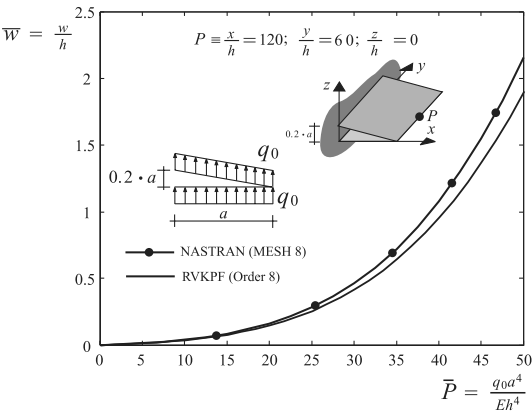 w̅ = w/h
P ≡ x/h = 120; y/h = 60; z/h = 0
2.5
2
1.5
1
0.5
0
z
y
P
x
0.2•a
q0
0.2•a
q0
a
NASTRAN (MESH 8)
RVKPF (Order 8)
0 5 10 15 20 25 30 35 40 45 50
P̅ = q0a⁴/Eh⁴